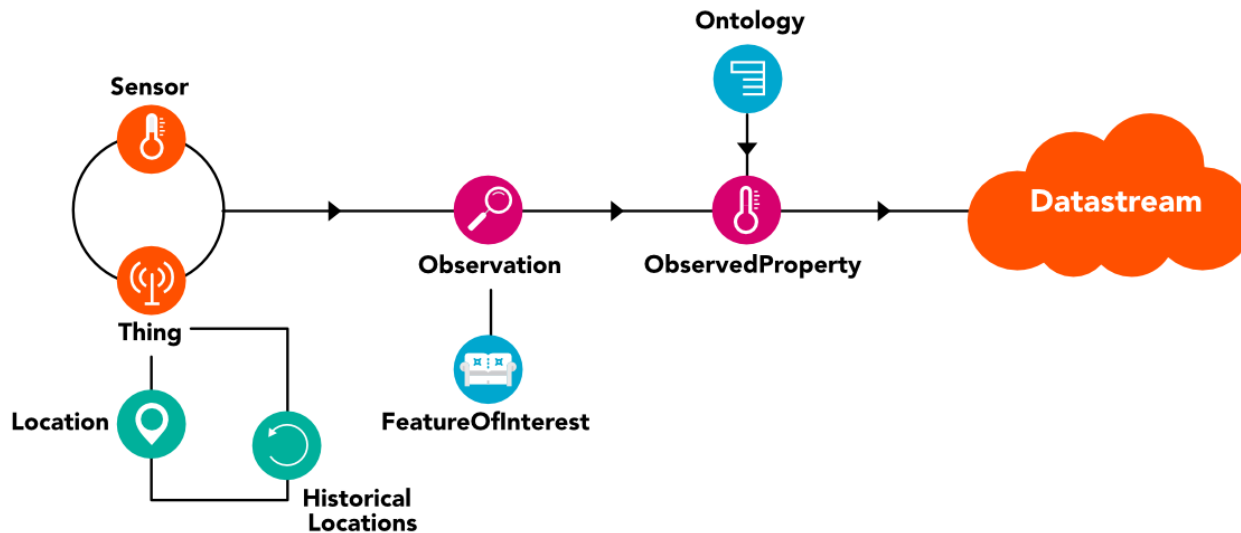 Ontology
Sensor
Datastream
Observation
ObservedProperty
Thing
Location
FeatureOfInterest
Historical
Locations